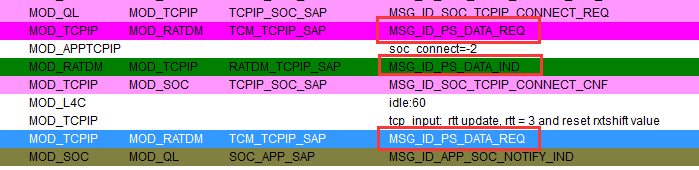 MOD_QL MOD_TCPIP TCPIP_SOC_SAP MSG_ID_SOC_TCPIP_CONNECT_REQ
MOD_TCPIP MOD_RATDM TCM_TCPIP_SAP MSG_ID_PS_DATA_REQ
MOD_APPTCPIP soc_connect=-2
MOD_RATDM MOD_TCPIP RATDM_TCPIP_SAP MSG_ID_PS_DATA_IND
MOD_TCPIP MOD_SOC TCPIP_SOC_SAP MSG_ID_SOC_TCPIP_CONNECT_CNF
MOD_L4C idle:60
MOD_TCPIP tcp_input: rtt update, rtt = 3 and reset rxtshift value
MOD_TCPIP MOD_RATDM TCM_TCPIP_SAP MSG_ID_PS_DATA_REQ
MOD_SOC MOD_QL SOC_APP_SAP MSG_ID_APP_SOC_NOTIFY_IND